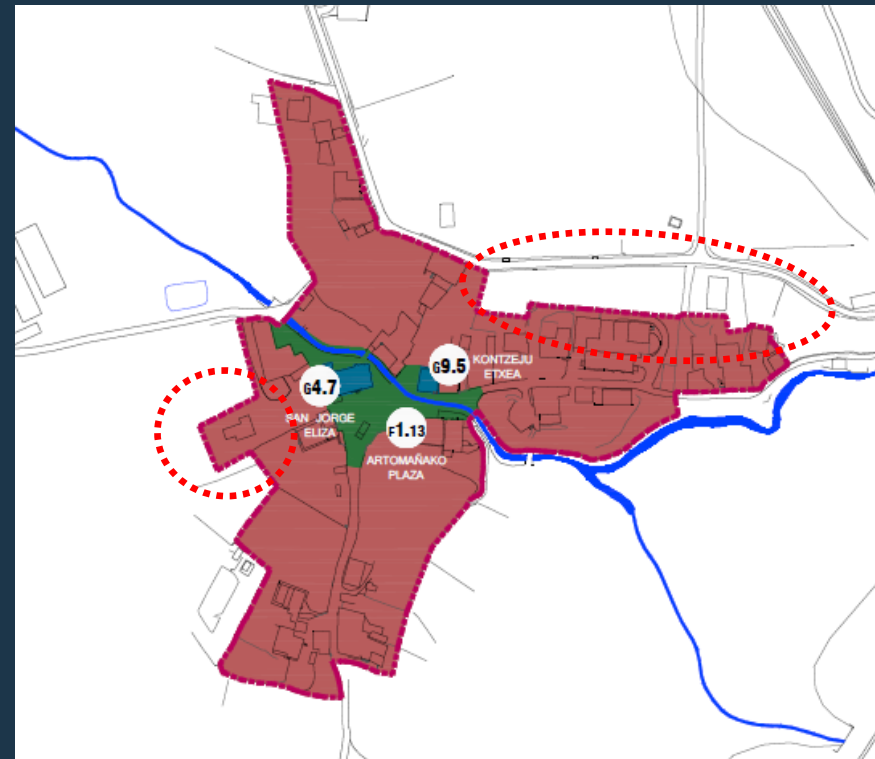 G9.5
KONTZEJU
ETXEA
G4.7
SAN JORGE
ELIZA
F1.13
ARTOMAÑAKO
PLAZA